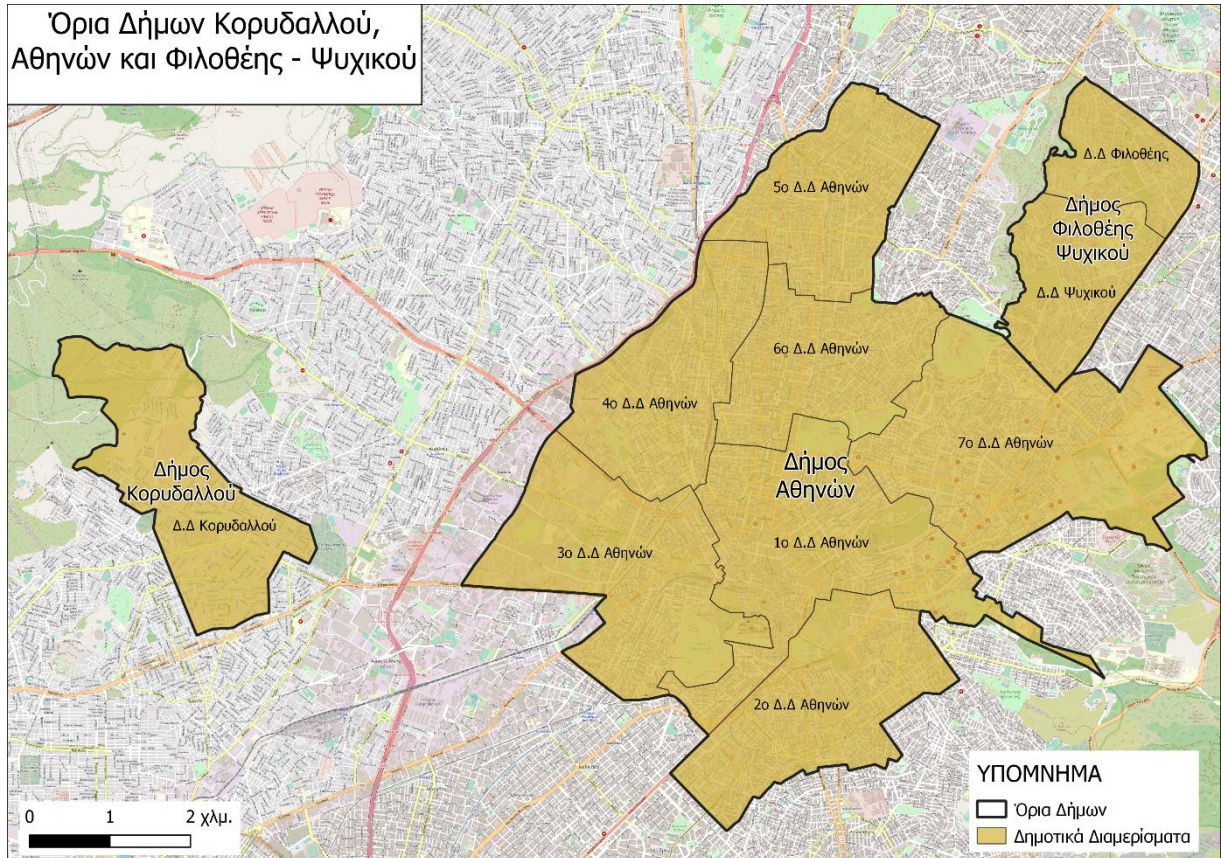 Όρια Δήμων Κορυδαλλού,
Αθηνών και Φιλοθέης - Ψυχικού
5ο Δ.Δ Αθηνών
Δ.Δ Φιλοθέης
Δήμος
Φιλοθέης
Ψυχικού
Δ.Δ Ψυχικού
6ο Δ.Δ Αθηνών
4ο Δ.Δ Αθηνών
7ο Δ.Δ Αθηνών
Δήμος
Αθηνών
Δήμος
Κορυδαλλού
Δ.Δ Κορυδαλλού
3ο Δ.Δ Αθηνών
1ο Δ.Δ Αθηνών
2ο Δ.Δ Αθηνών
ΥΠΟΜΝΗΜΑ
Όρια Δήμων
Δημοτικά Διαμερίσματα
0 1 2 χλμ.